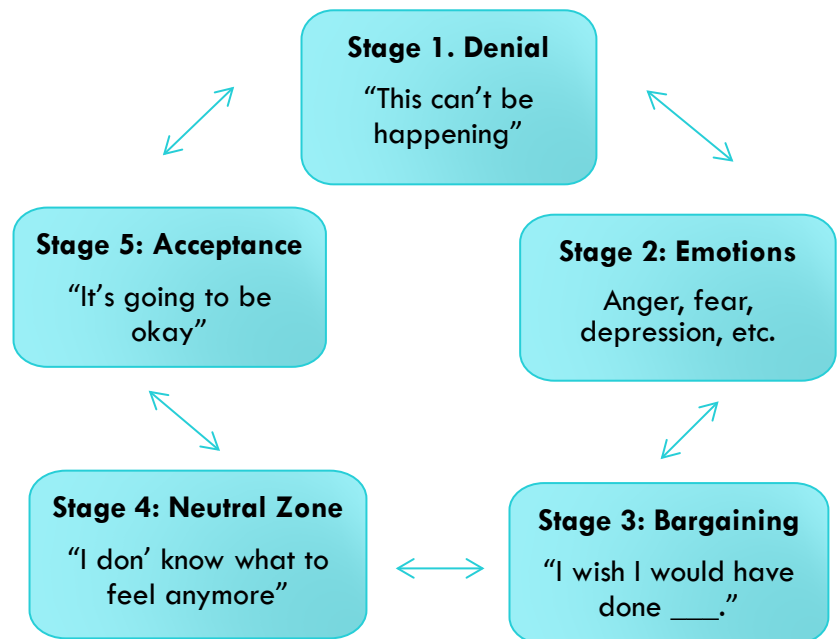 Stage 1. Denial
“This can’t be
happening”
Stage 2: Emotions
Anger, fear,
depression, etc.
Stage 3: Bargaining
“I wish I would have
done ___.”
Stage 4: Neutral Zone
“I don’ know what to
feel anymore”
Stage 5: Acceptance
“It’s going to be
okay”